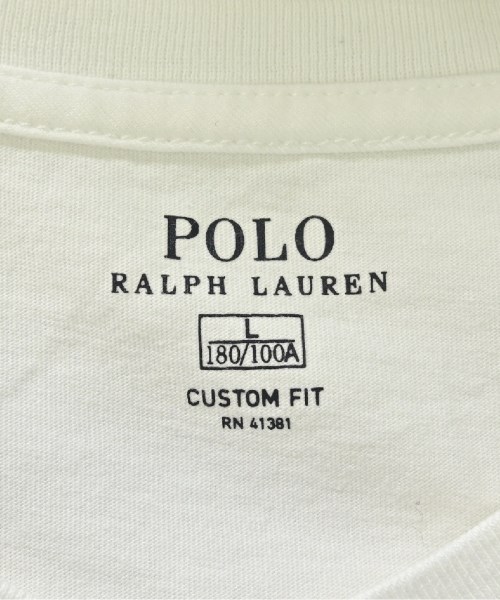 POLO
RALPH LAUREN
L
180/100A
CUSTOM FIT
RN 41381